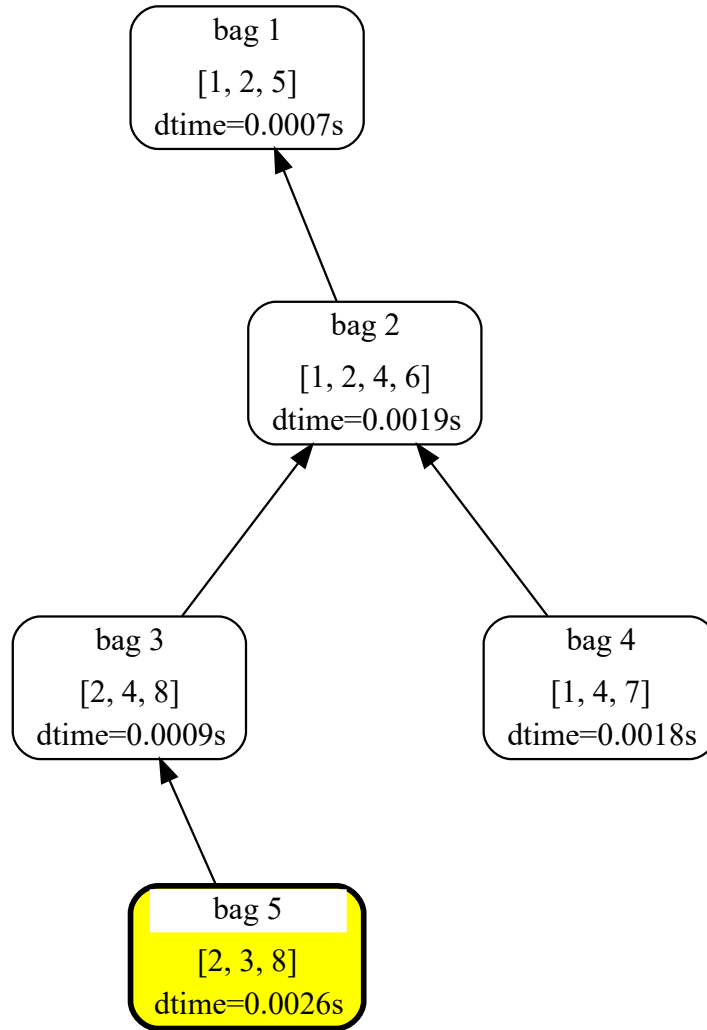 bag 1
[1, 2, 5]
dtime=0.0007s
bag 2
[1, 2, 4, 6]
dtime=0.0019s
bag 3
[2, 4, 8]
dtime=0.0009s
bag 4
[1, 4, 7]
dtime=0.0018s
bag 5
[2, 3, 8]
dtime=0.0026s